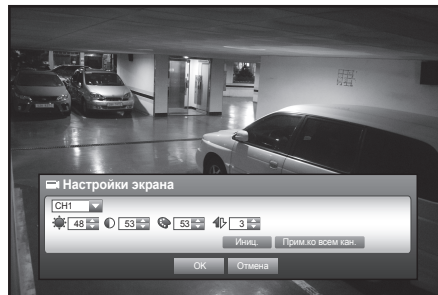 Настройки экрана
CH1
48 53 53 3
Иниц. Прим.ко всем кан.
OK Отмена